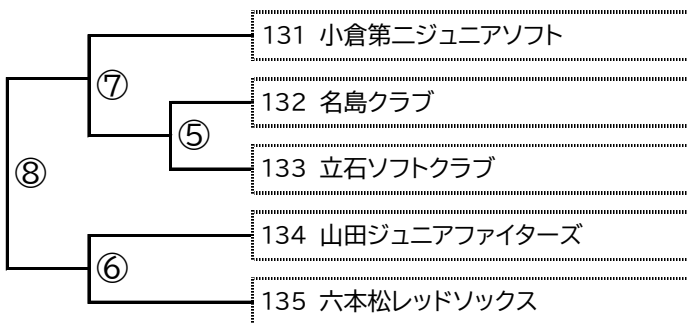 131 小倉第二ジュニアソフト
⑦
132 名島クラブ
⑤
133 立石ソフトクラブ
⑧
134 山田ジュニアファイターズ
⑥
135 六本松レッドソックス